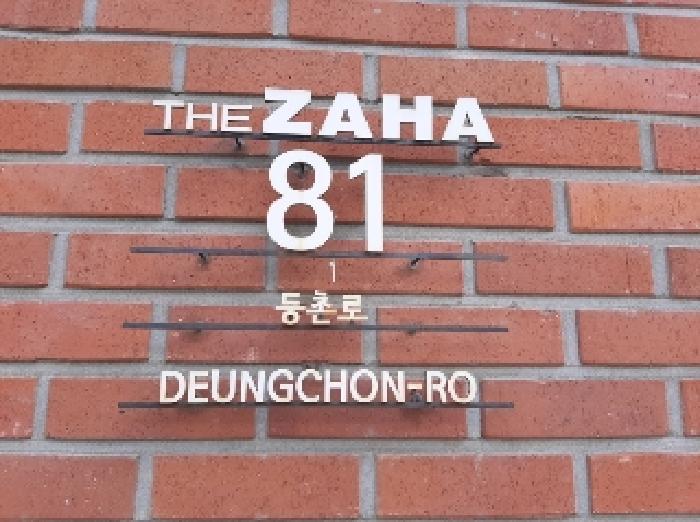 THE ZAHA
81
1
등촌로
DEUNGCHON-RO